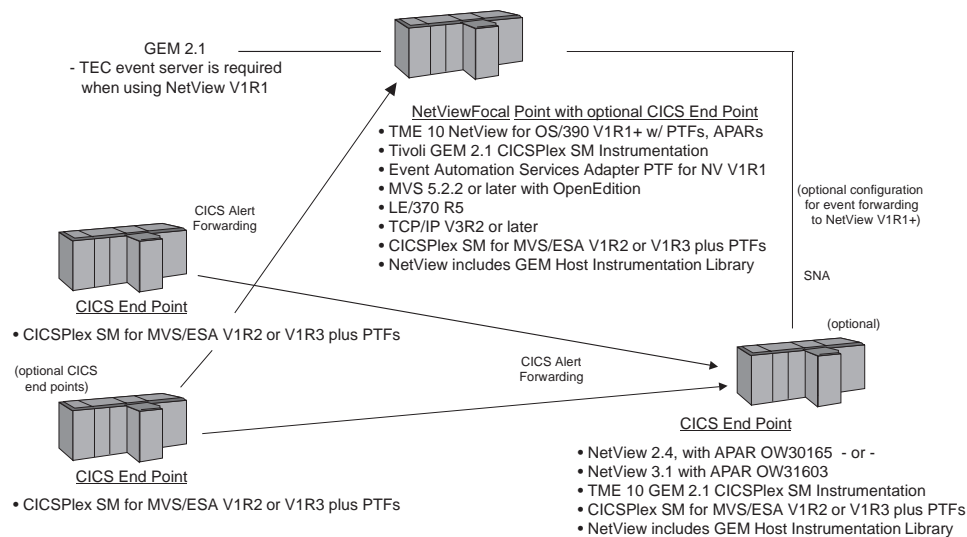 GEM 2.1
- TEC event server is required
when using NetView V1R1
NetViewFocal Point with optional CICS End Point
• TME 10 NetView for OS/390 V1R1+ w/ PTFs, APARs
• Tivoli GEM 2.1 CICSPlex SM Instrumentation
• Event Automation Services Adapter PTF for NV V1R1
• MVS 5.2.2 or later with OpenEdition
• LE/370 R5
• TCP/IP V3R2 or later
• CICSPlex SM for MVS/ESA V1R2 or V1R3 plus PTFs
• NetView includes GEM Host Instrumentation Library
(optional configuration
for event forwarding
to NetView V1R1+)
SNA
CICS Alert
Forwarding
CICS End Point
• CICSPlex SM for MVS/ESA V1R2 or V1R3 plus PTFs
(optional CICS
end points)
CICS End Point
• CICSPlex SM for MVS/ESA V1R2 or V1R3 plus PTFs
CICS Alert
Forwarding
(optional)
CICS End Point
• NetView 2.4, with APAR OW30165 - or -
• NetView 3.1 with APAR OW31603
• TME 10 GEM 2.1 CICSPlex SM Instrumentation
• CICSPlex SM for MVS/ESA V1R2 or V1R3 plus PTFs
• NetView includes GEM Host Instrumentation Library